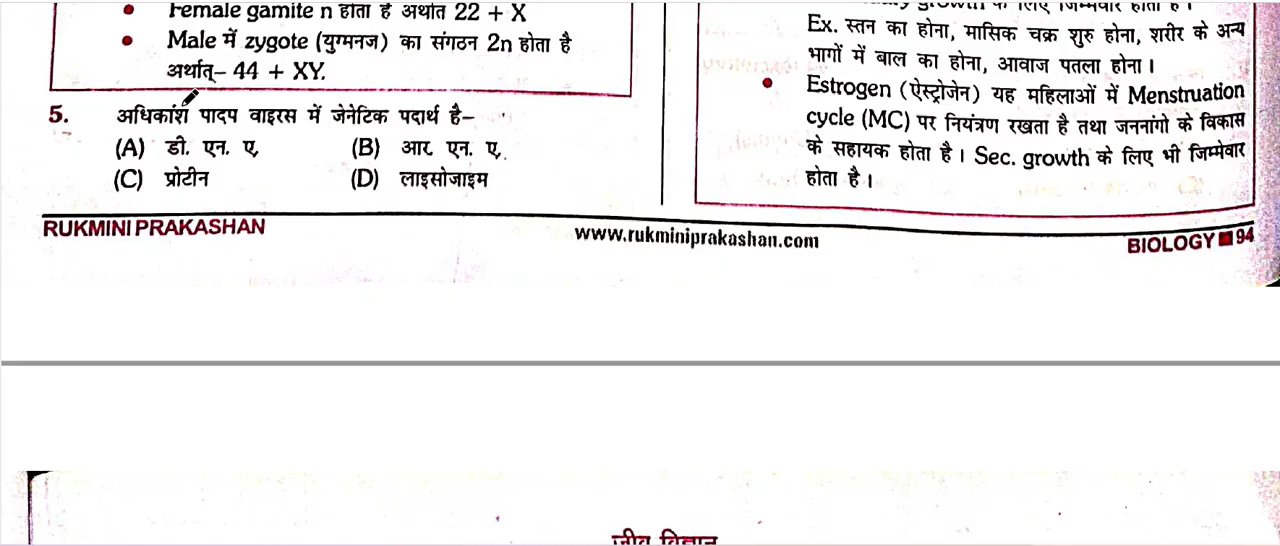 Female gamite n होता है अर्थात 22 + X
Male में zygote (युग्मनज) का संगठन 2n होता है
अर्थात्– 44 + XY.
5. अधिकांश पादप वाइरस में जेनेटिक पदार्थ है–
(A) डी. एन. ए. (B) आर. एन. ए.
(C) प्रोटीन (D) लाइसोजाइम
growth के लिए जिम्मेवार होता है।
Ex. स्तन का होना, मासिक चक्र शुरु होना, शरीर के अन्य
भागों में बाल का होना, आवाज पतला होना।
Estrogen (ऐस्ट्रोजेन) यह महिलाओं में Menstruation
cycle (MC) पर नियंत्रण रखता है तथा जननांगो के विकास
के सहायक होता है। Sec. growth के लिए भी जिम्मेवार
होता है।
RUKMINI PRAKASHAN www.rukminiprakashan.com BIOLOGY 94
जीव विज्ञान